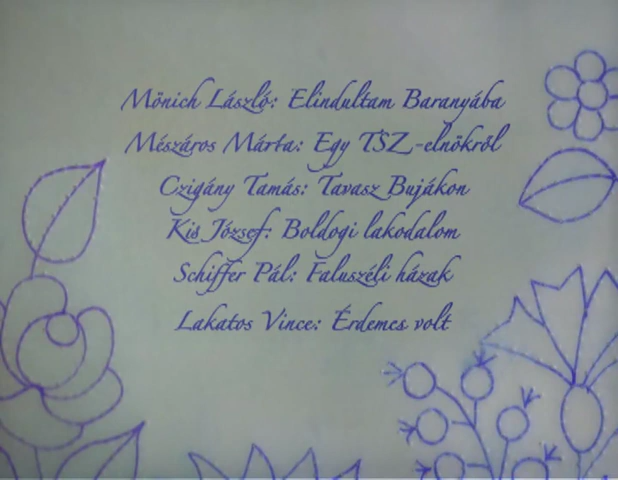 Mönich László: Elindultam Baranyába
Mészáros Márta: Egy TSZ-elnökről
Czigány Tamás: Tavasz Bujákon
Kis József: Boldogi lakodalom
Schiffer Pál: Faluszéli házak
Lakatos Vince: Érdemes volt